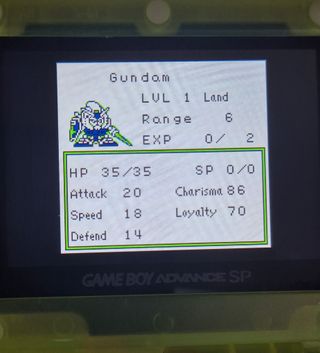 Gundam
LVL 1 Land
Range 6
EXP 0/ 2
HP 35/35 SP 0/0
Attack 20 Charisma 86
Speed 18 Loyalty 70
Defend 14
GAME BOY ADVANCE SP